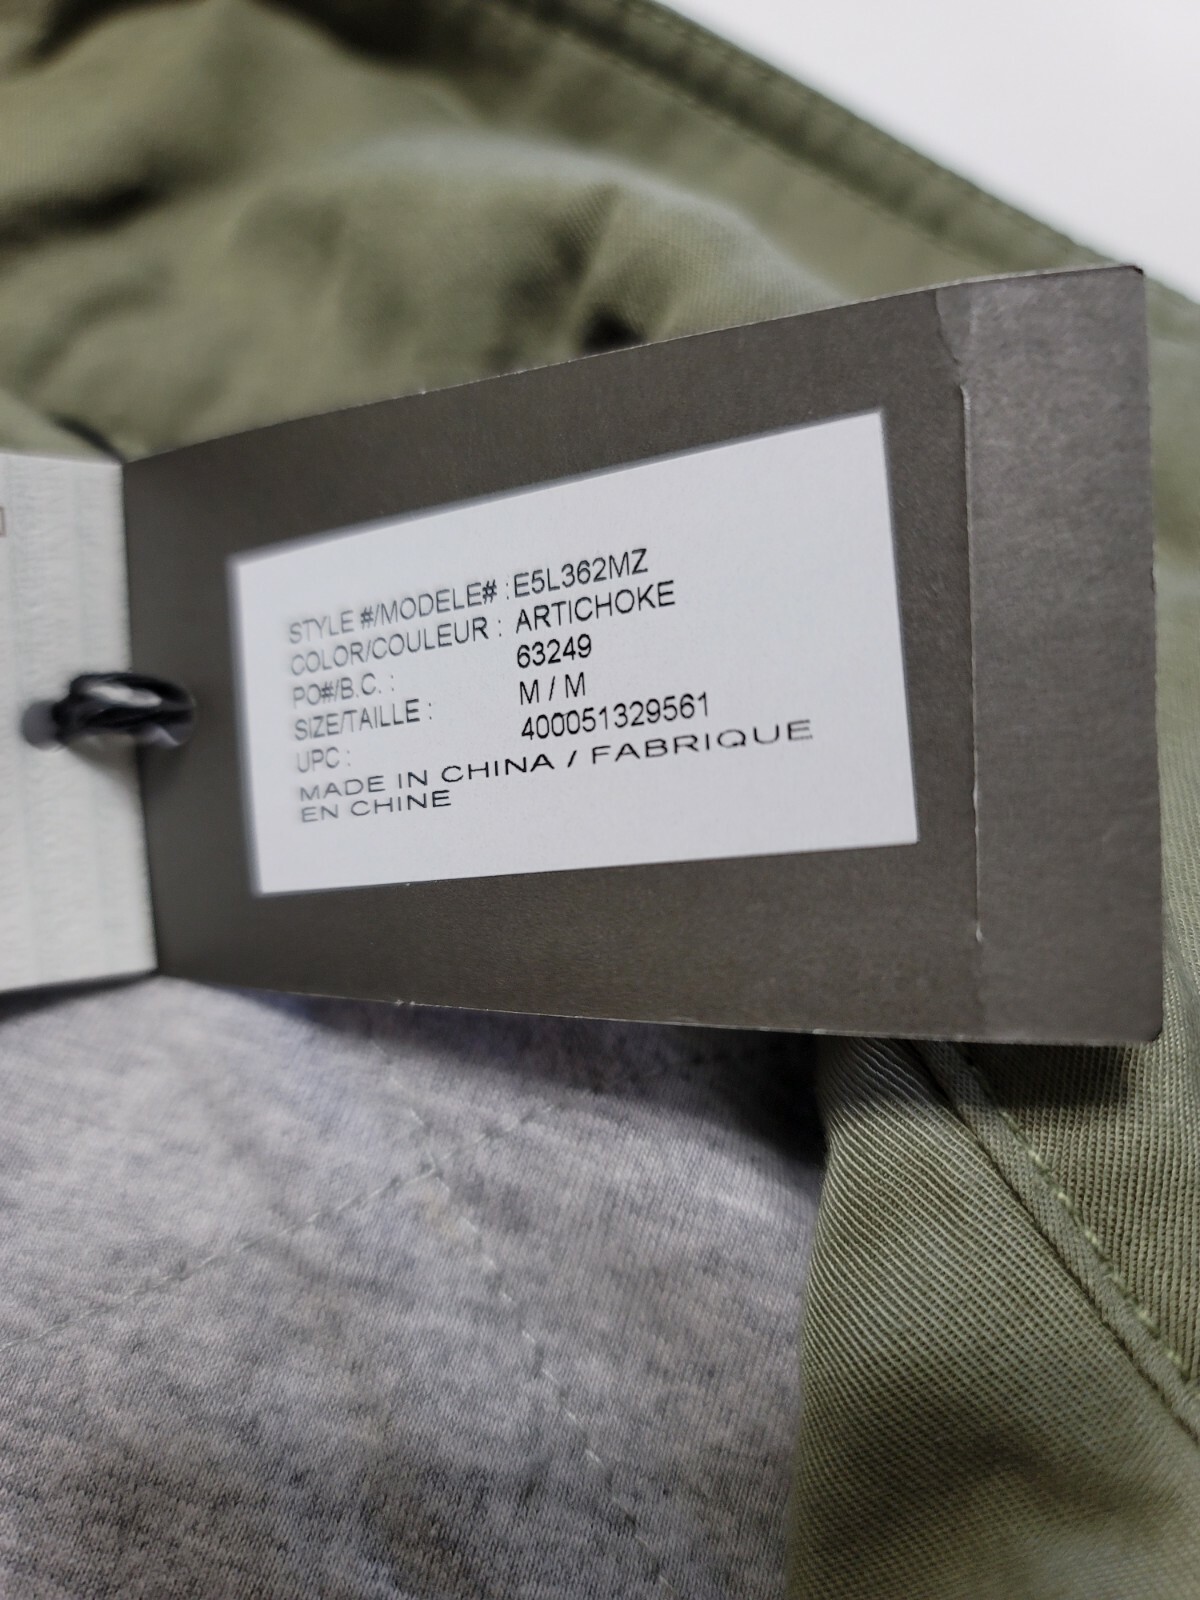 STYLE #/MODELE# : E5L362MZ
COLOR/COULEUR : ARTICHOKE
PO#/B.C. : 63249
SIZE/TAILLE : M / M
UPC : 400051329561
MADE IN CHINA / FABRIQUE
EN CHINE